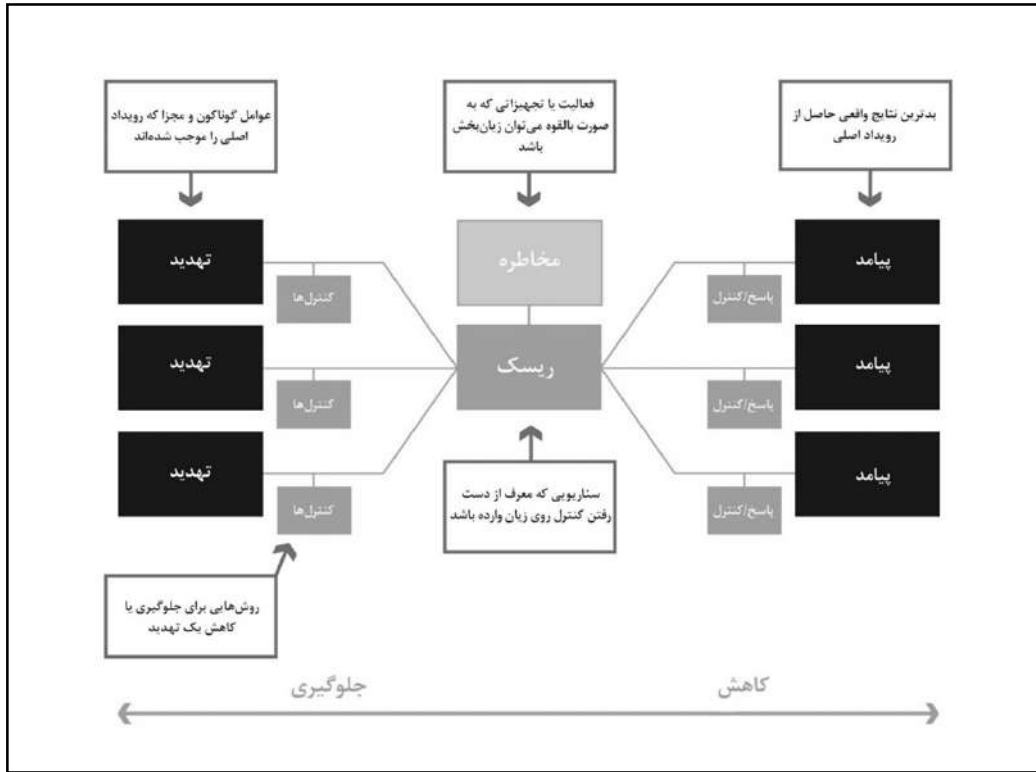 عوامل گوناگون و مجزا که رویداد
اصلی را موجب شده‌اند
فعالیت یا تجهیزاتی که به
صورت بالقوه می‌توان زیان‌بخش
باشد
بدترین نتایج واقعی حاصل از
رویداد اصلی
تهدید
مخاطره
پیامد
کنترل‌ها
پاسخ/کنترل
تهدید
ریسک
پیامد
کنترل‌ها
پاسخ/کنترل
تهدید
پیامد
کنترل‌ها
پاسخ/کنترل
سناریویی که معرف از دست
رفتن کنترل روی زیان وارده باشد
روش‌هایی برای جلوگیری یا
کاهش یک تهدید
جلوگیری
کاهش